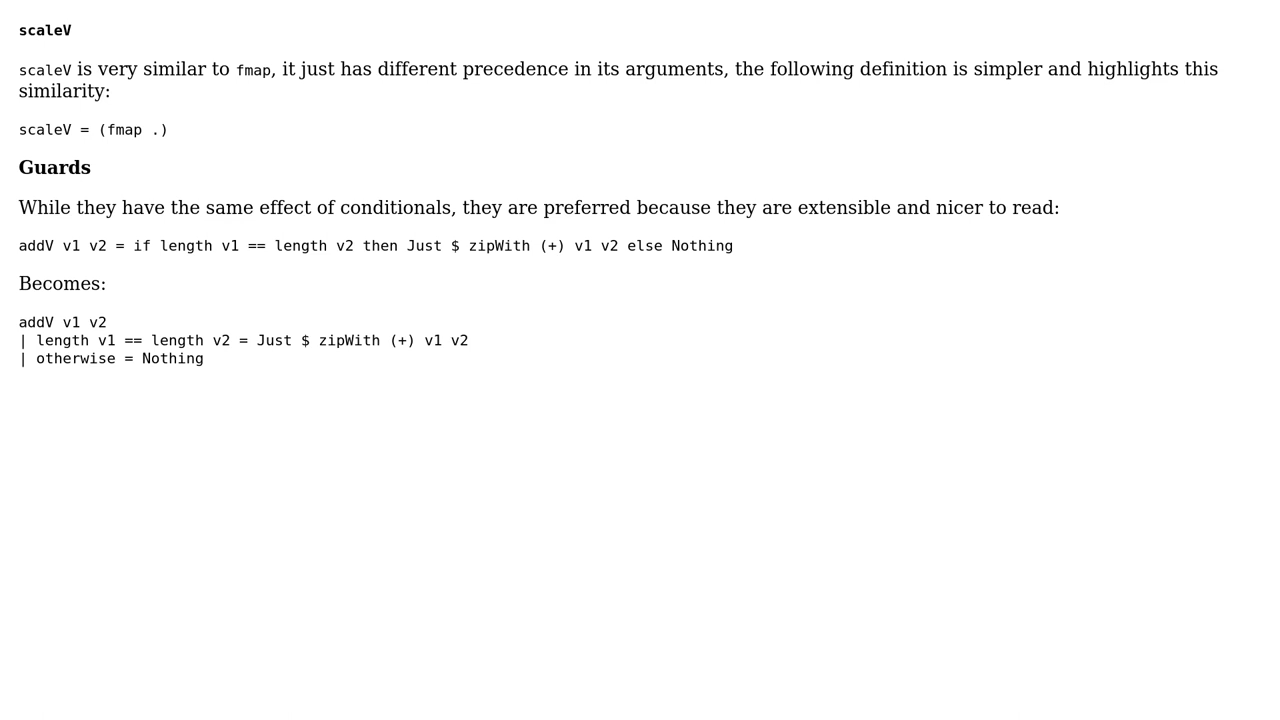 scaleV
scaleV is very similar to fmap, it just has different precedence in its arguments, the following definition is simpler and highlights this
similarity:
scaleV = (fmap .)
Guards
While they have the same effect of conditionals, they are preferred because they are extensible and nicer to read:
addV v1 v2 = if length v1 == length v2 then Just $ zipWith (+) v1 v2 else Nothing
Becomes:
addV v1 v2
| length v1 == length v2 = Just $ zipWith (+) v1 v2
| otherwise = Nothing